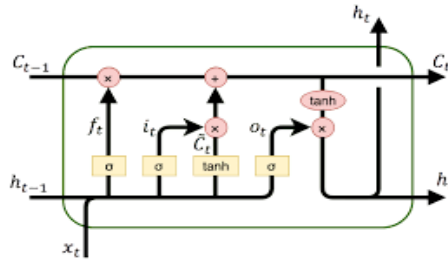 h_t
C_{t-1}
C_t
×
+
tanh
f_t
i_t
×
C̃_t
o_t
×
σ
σ
tanh
σ
h_{t-1}
h
x_t